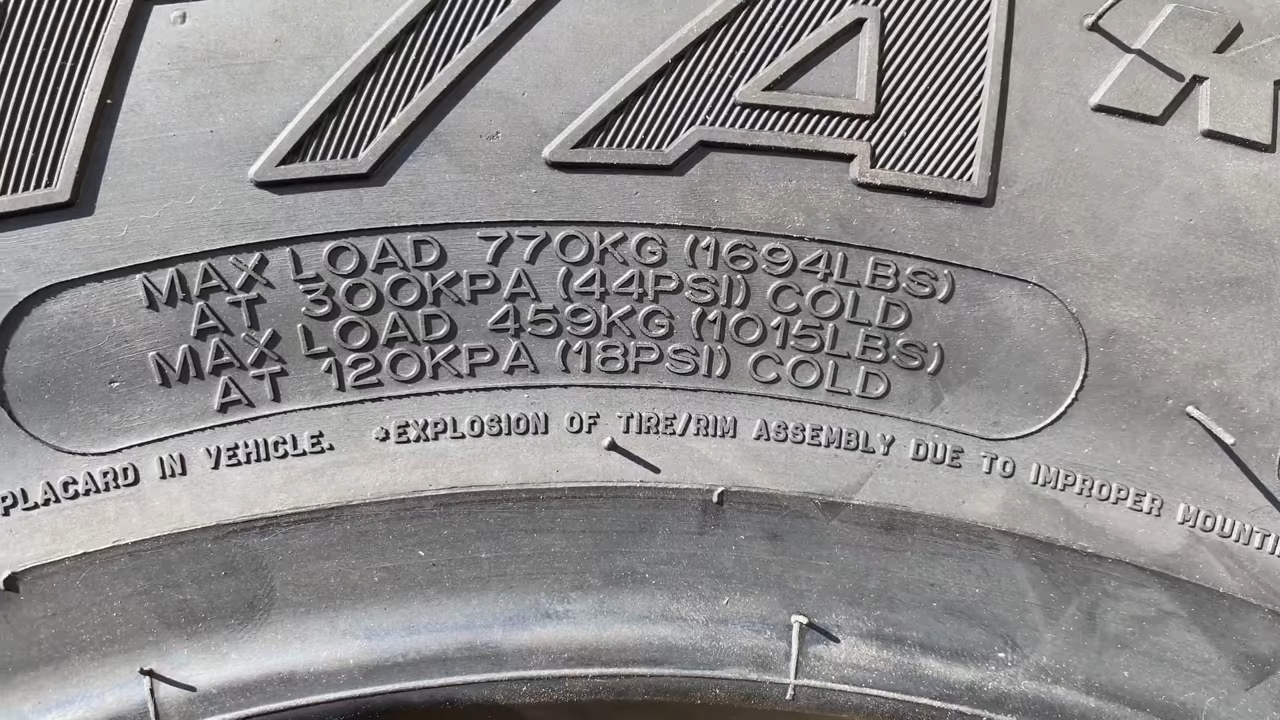 T/A
MAX LOAD 770KG (1694LBS)
AT 300KPA (44PSI) COLD
MAX LOAD 459KG (1015LBS)
AT 120KPA (18PSI) COLD
PLACARD IN VEHICLE. *EXPLOSION OF TIRE/RIM ASSEMBLY DUE TO IMPROPER